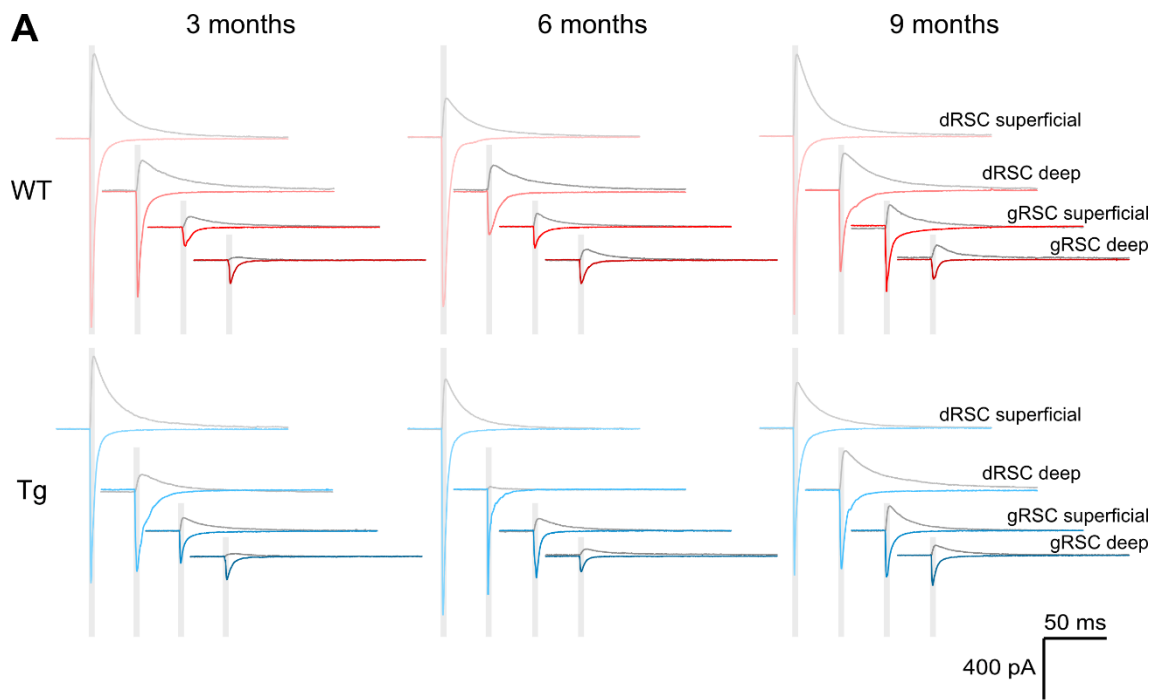 A
3 months
6 months
9 months
WT
dRSC superficial
dRSC deep
gRSC superficial
gRSC deep
Tg
dRSC superficial
dRSC deep
gRSC superficial
gRSC deep
50 ms
400 pA